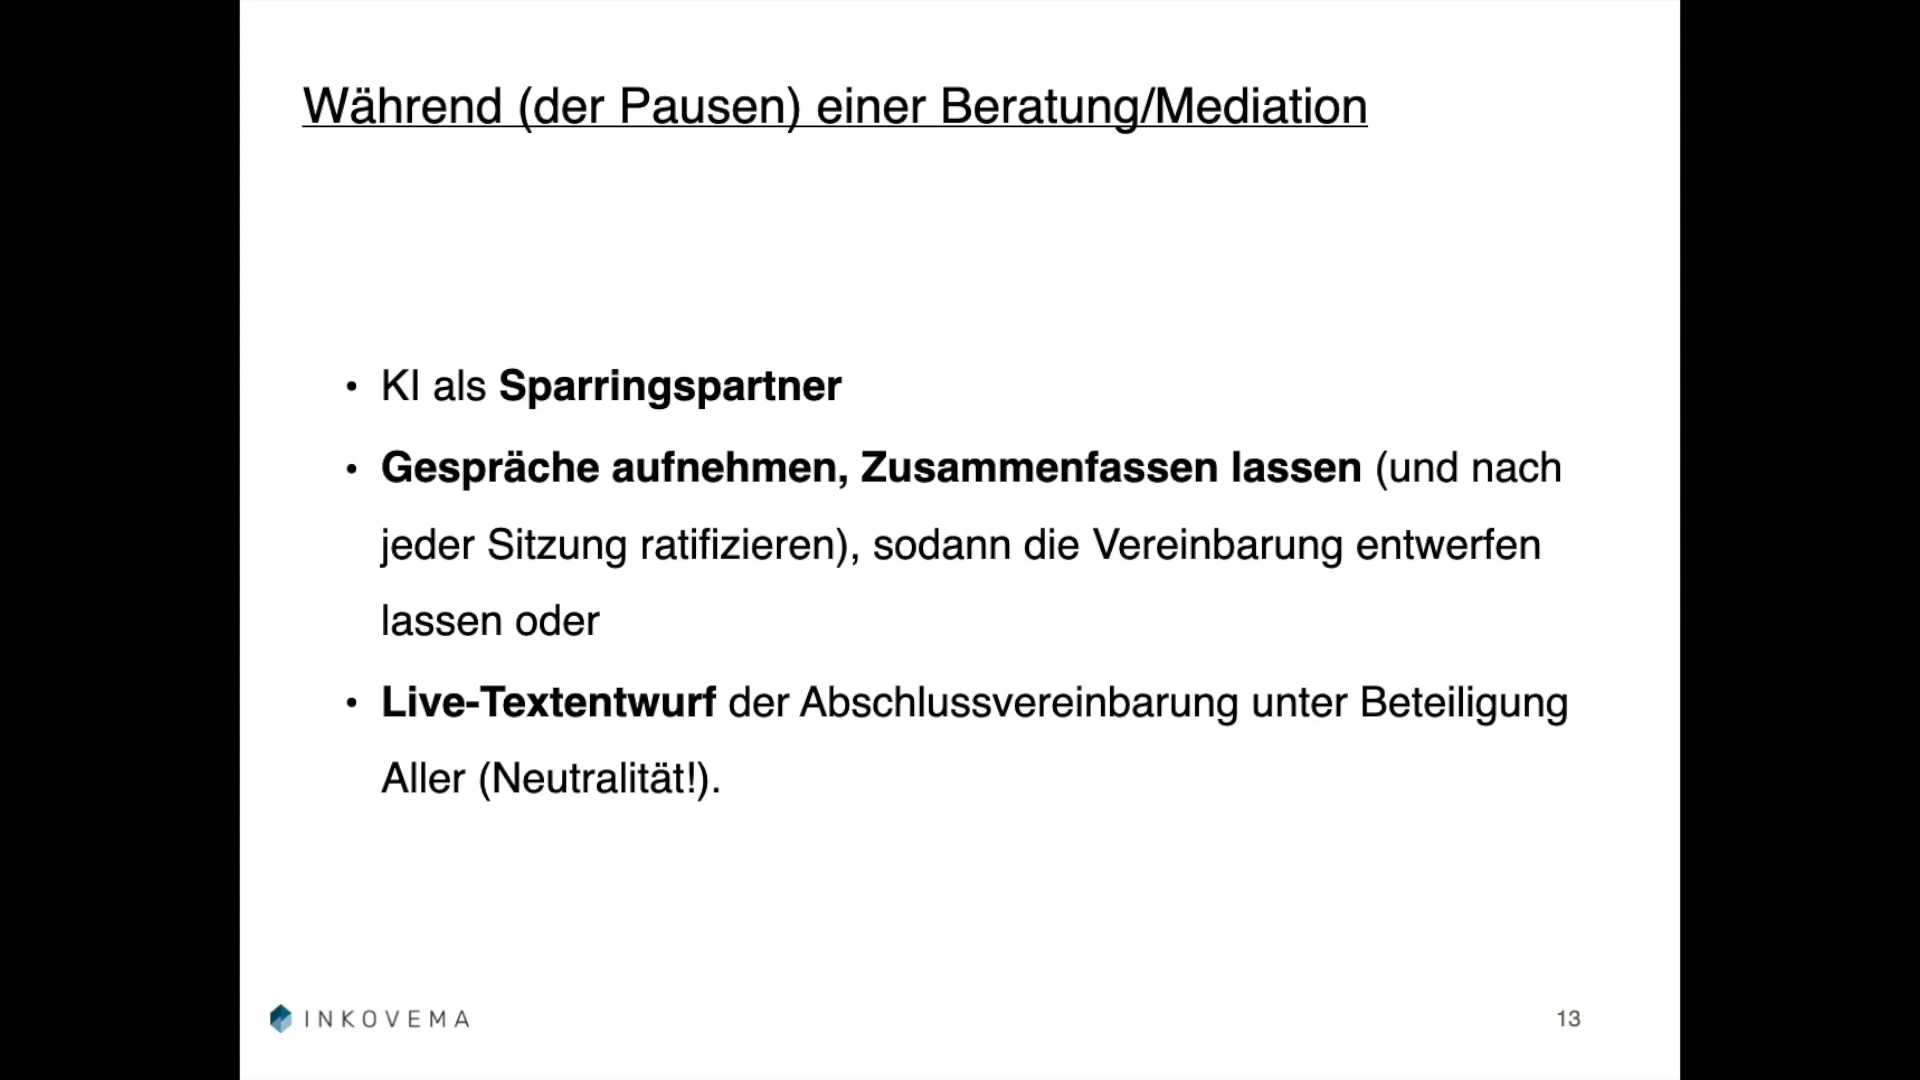 Während (der Pausen) einer Beratung/Mediation
• KI als Sparringspartner
• Gespräche aufnehmen, Zusammenfassen lassen (und nach
jeder Sitzung ratifizieren), sodann die Vereinbarung entwerfen
lassen oder
• Live-Textentwurf der Abschlussvereinbarung unter Beteiligung
Aller (Neutralität!).
INKOVEMA
13